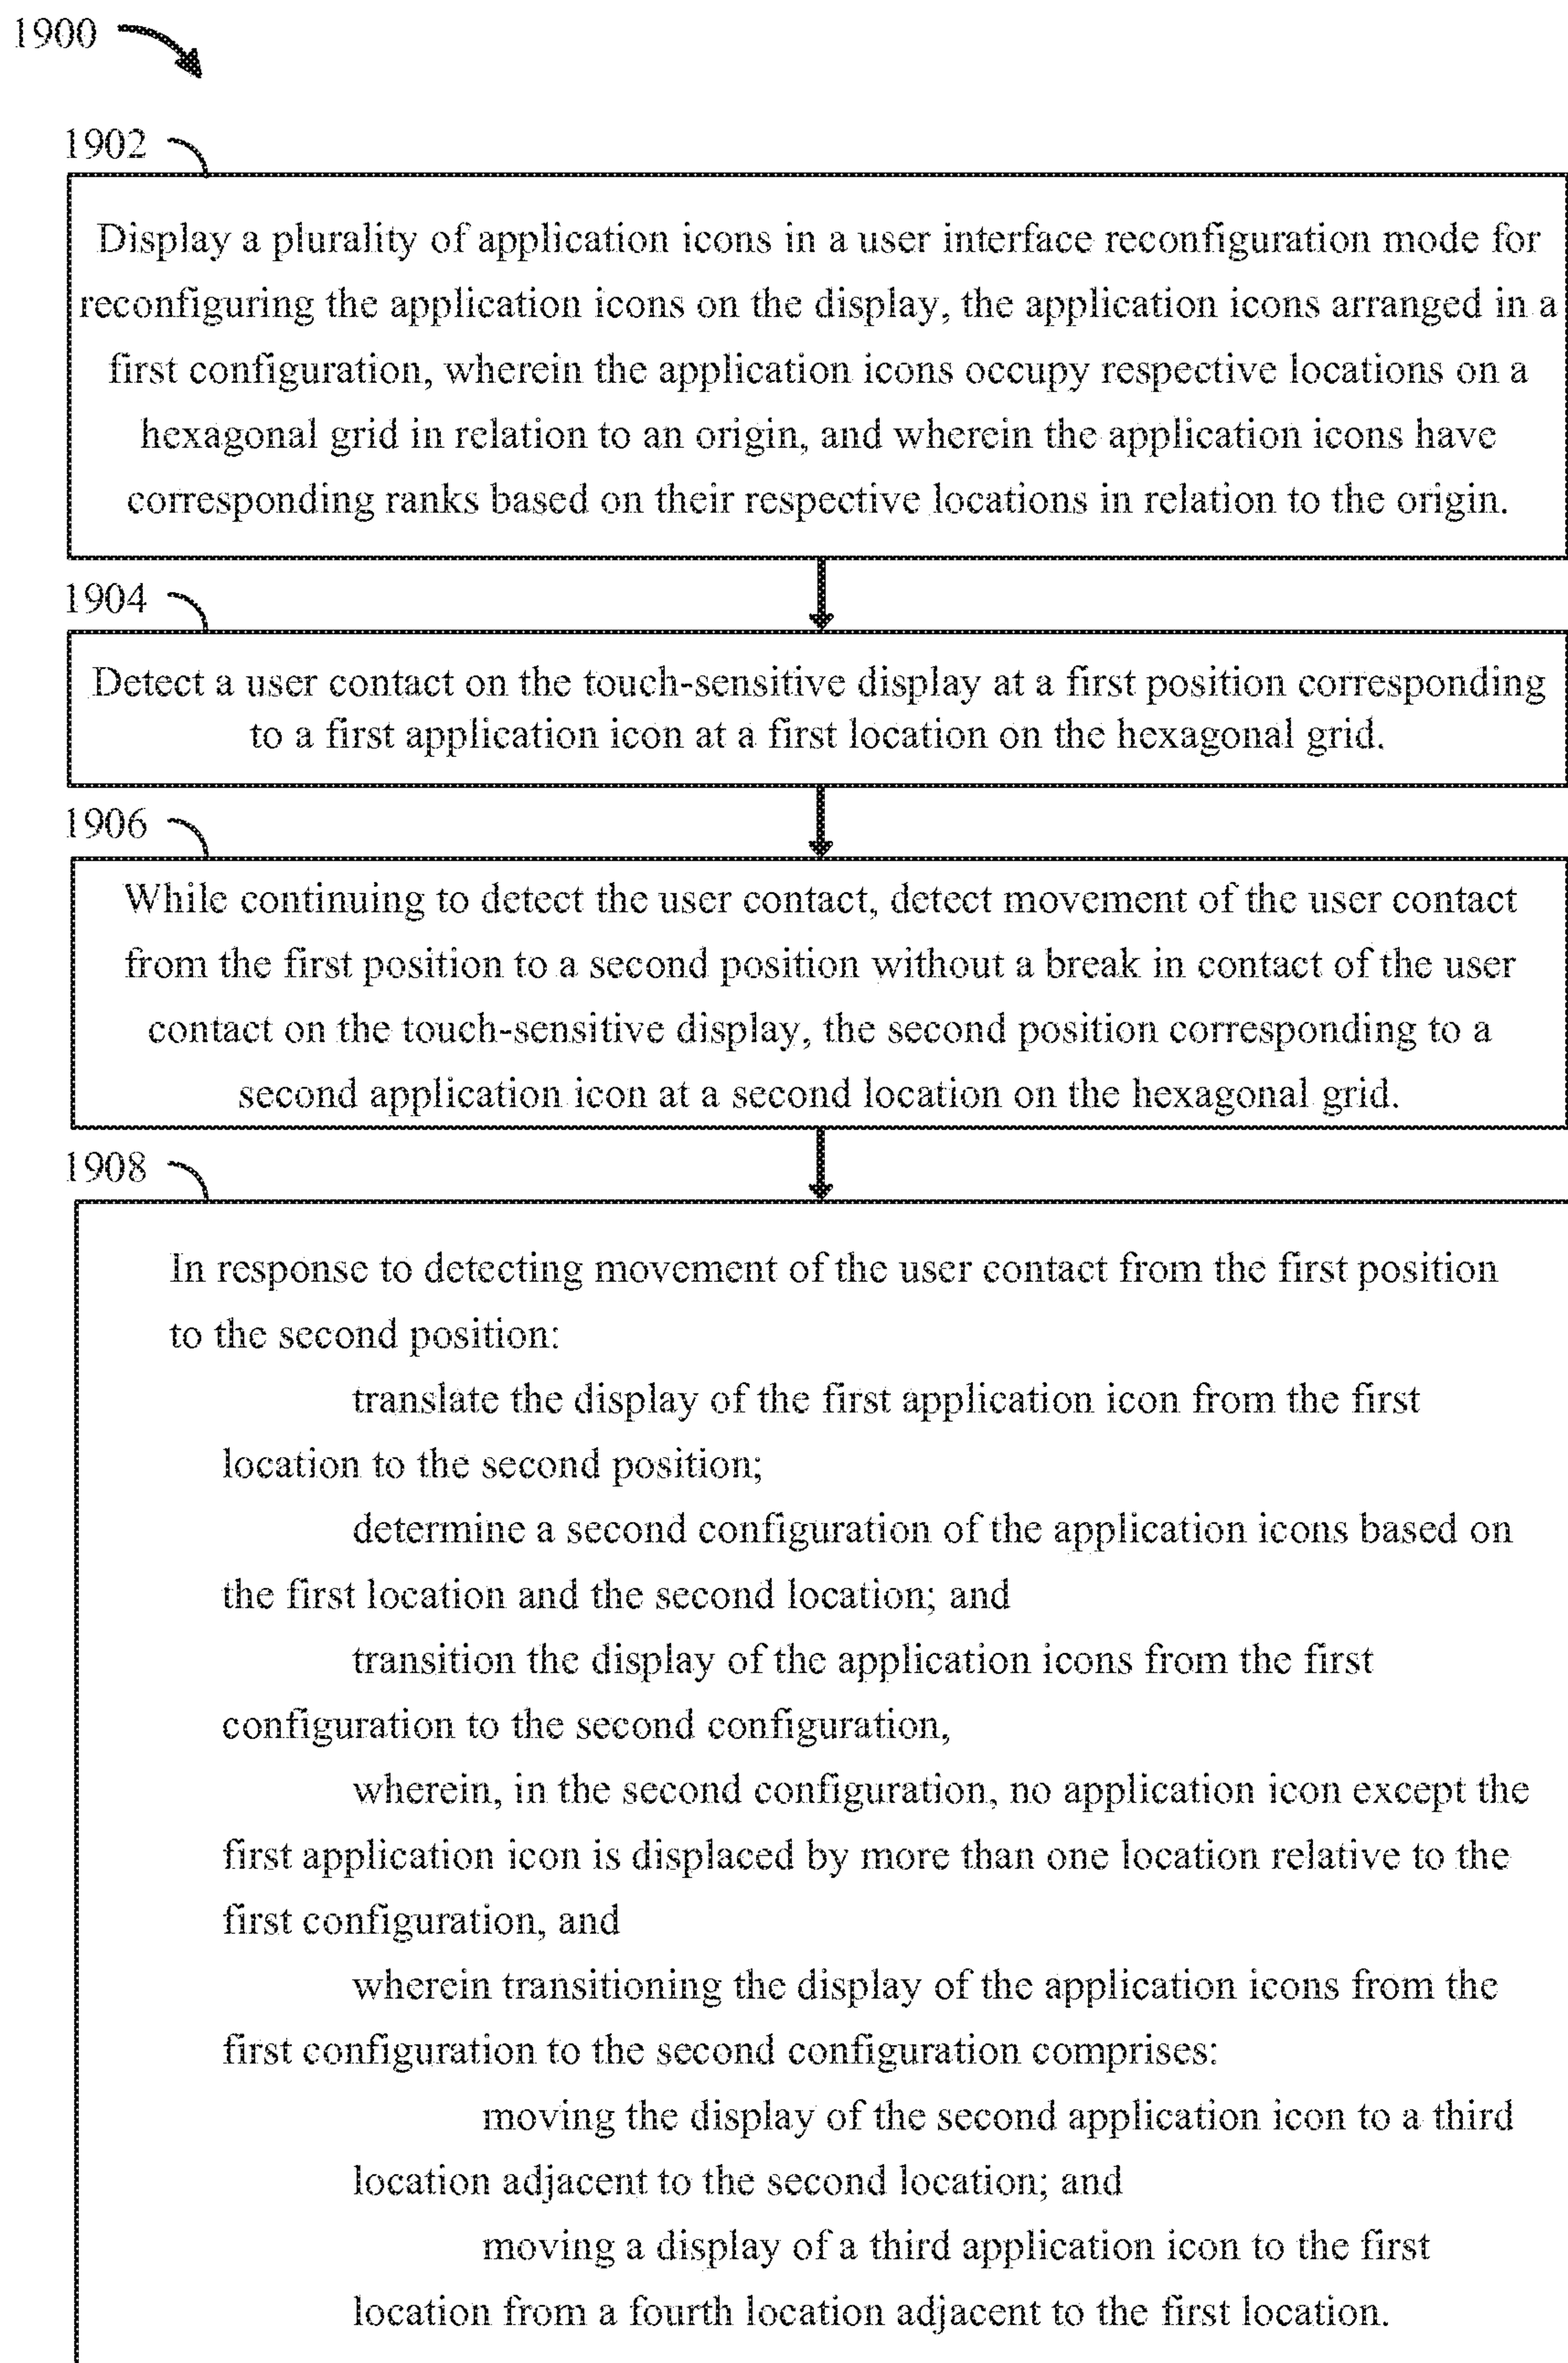 1900
1902
Display a plurality of application icons in a user interface reconfiguration mode for
reconfiguring the application icons on the display, the application icons arranged in a
first configuration, wherein the application icons occupy respective locations on a
hexagonal grid in relation to an origin, and wherein the application icons have
corresponding ranks based on their respective locations in relation to the origin.
1904
Detect a user contact on the touch-sensitive display at a first position corresponding
to a first application icon at a first location on the hexagonal grid.
1906
While continuing to detect the user contact, detect movement of the user contact
from the first position to a second position without a break in contact of the user
contact on the touch-sensitive display, the second position corresponding to a
second application icon at a second location on the hexagonal grid.
1908
In response to detecting movement of the user contact from the first position
to the second position:
translate the display of the first application icon from the first
location to the second position;
determine a second configuration of the application icons based on
the first location and the second location; and
transition the display of the application icons from the first
configuration to the second configuration,
wherein, in the second configuration, no application icon except the
first application icon is displaced by more than one location relative to the
first configuration, and
wherein transitioning the display of the application icons from the
first configuration to the second configuration comprises:
moving the display of the second application icon to a third
location adjacent to the second location; and
moving a display of a third application icon to the first
location from a fourth location adjacent to the first location.